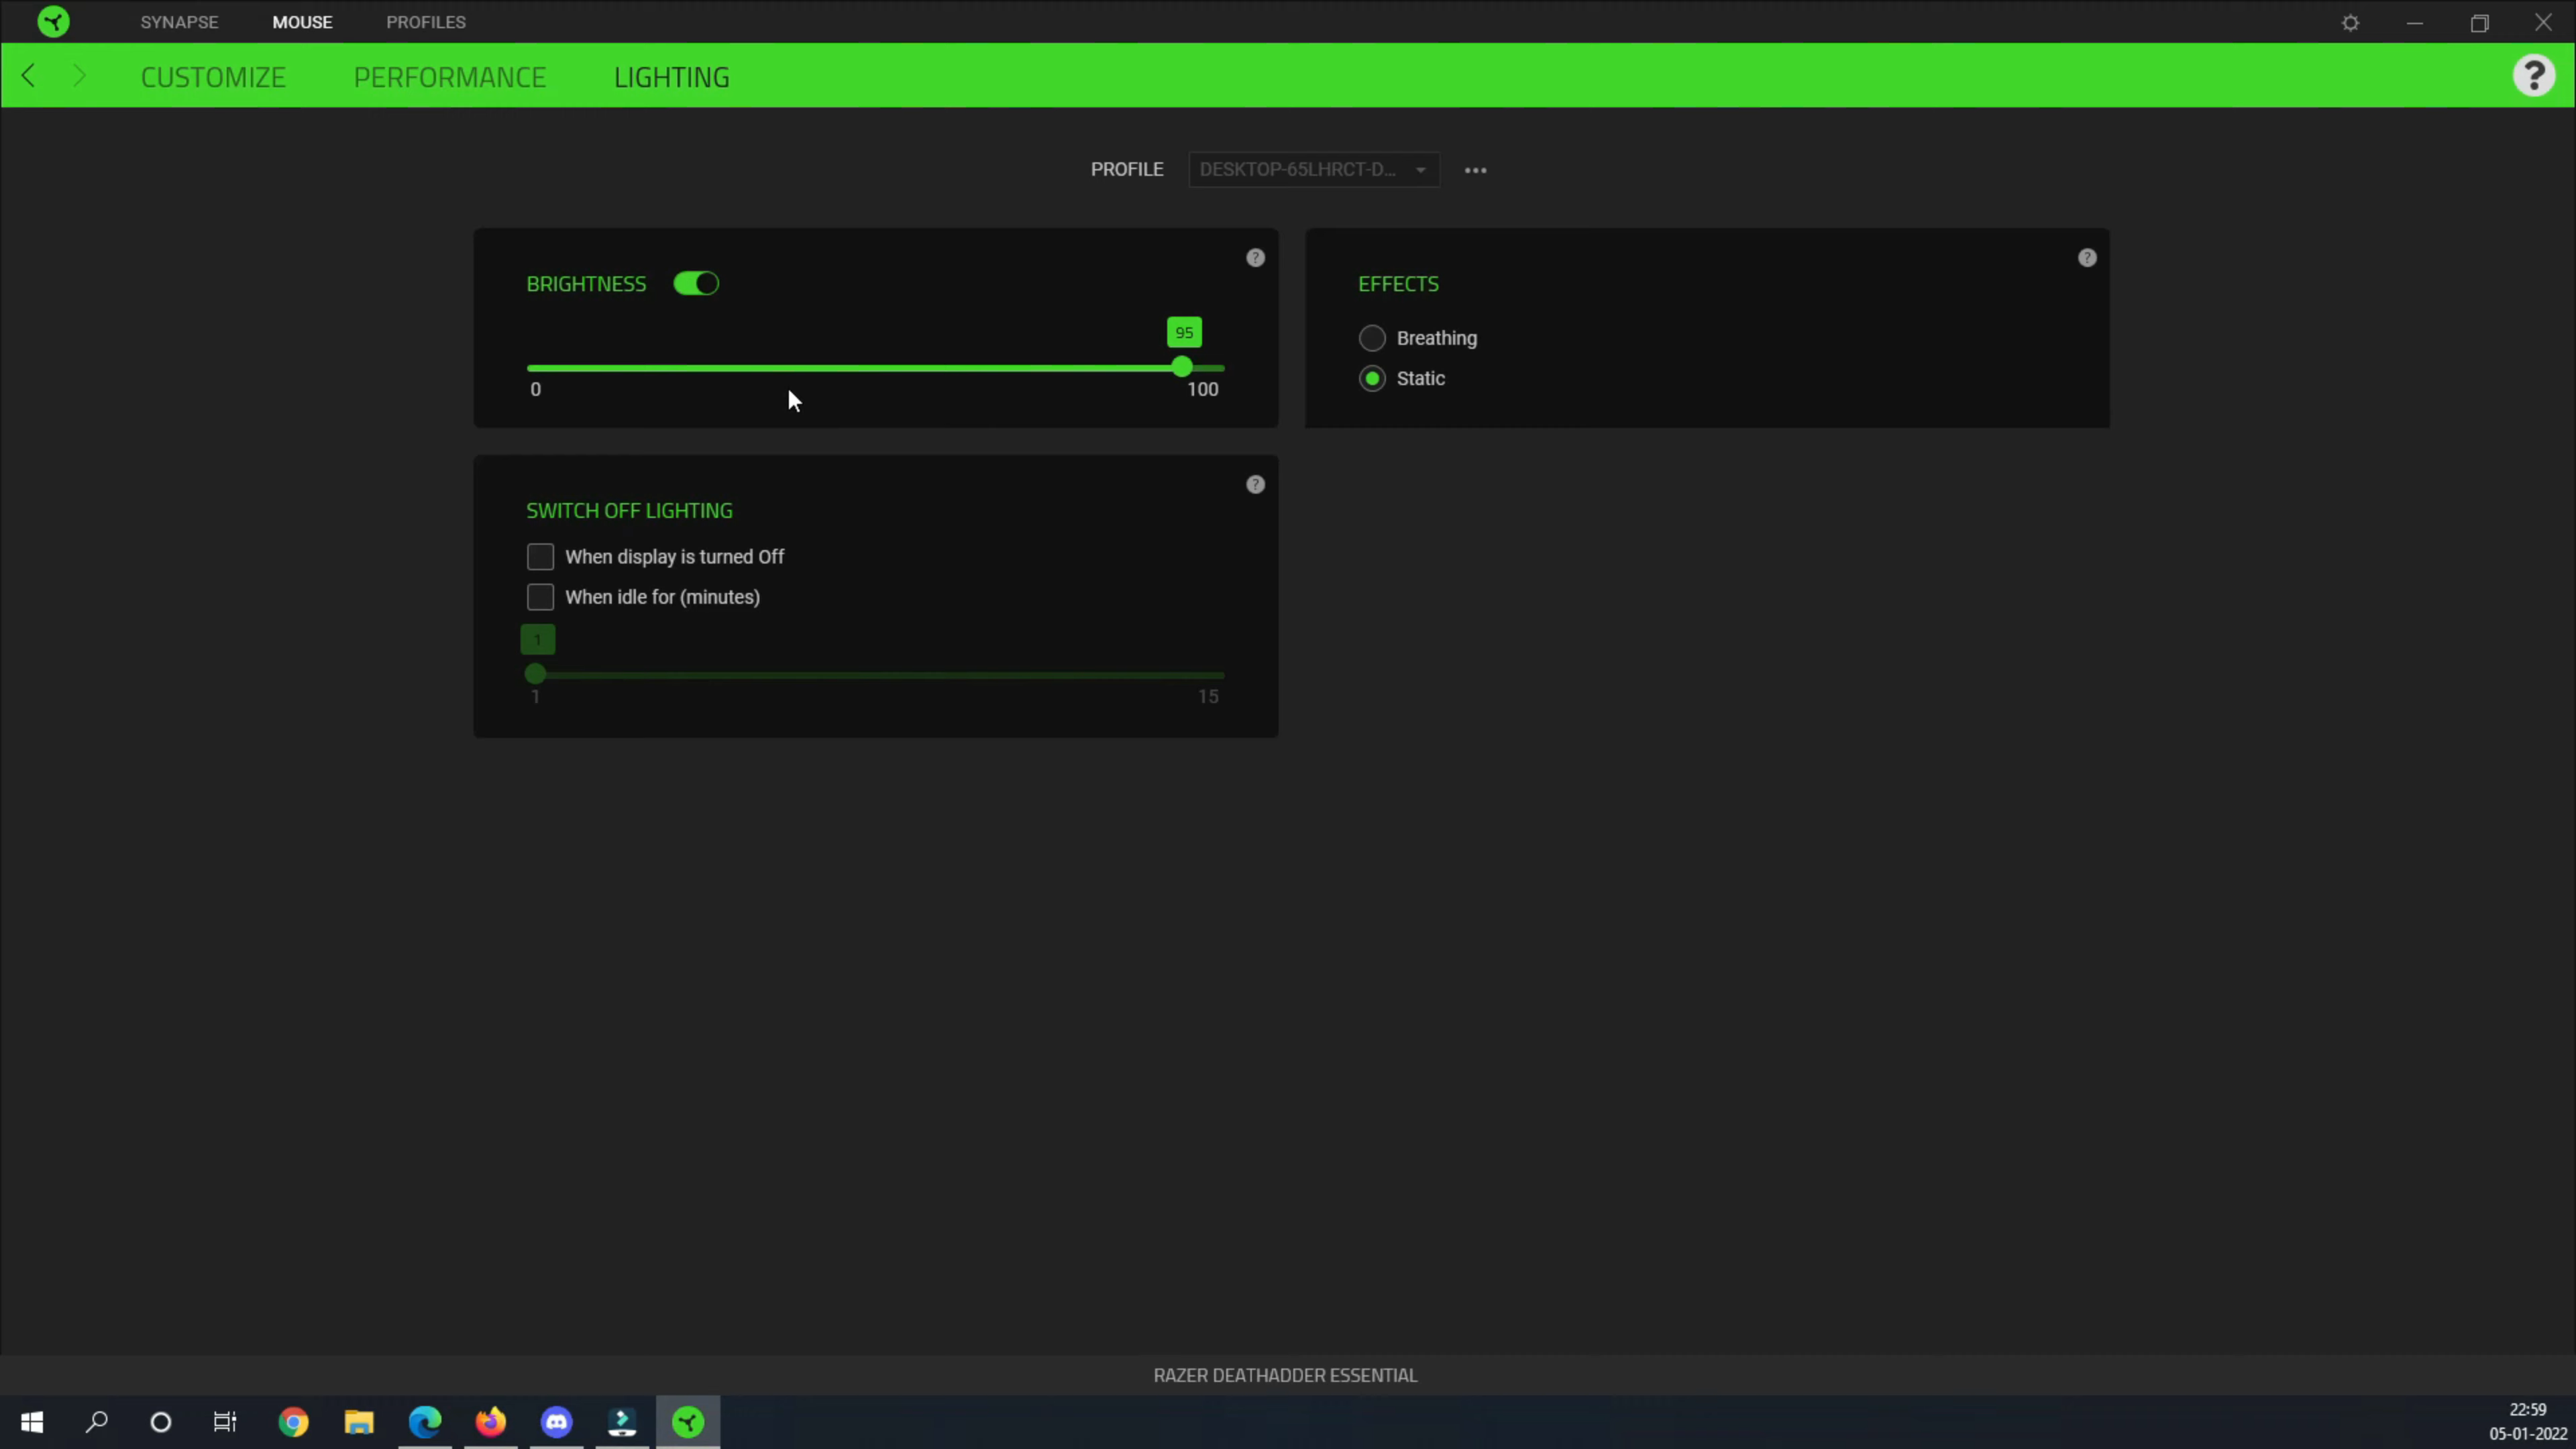 SYNAPSE MOUSE PROFILES
CUSTOMIZE PERFORMANCE LIGHTING
PROFILE DESKTOP-65LHRCT-D...
BRIGHTNESS
95
0 100
EFFECTS
Breathing
Static
SWITCH OFF LIGHTING
When display is turned Off
When idle for (minutes)
1
1 15
RAZER DEATHADDER ESSENTIAL
22:59
05-01-2022